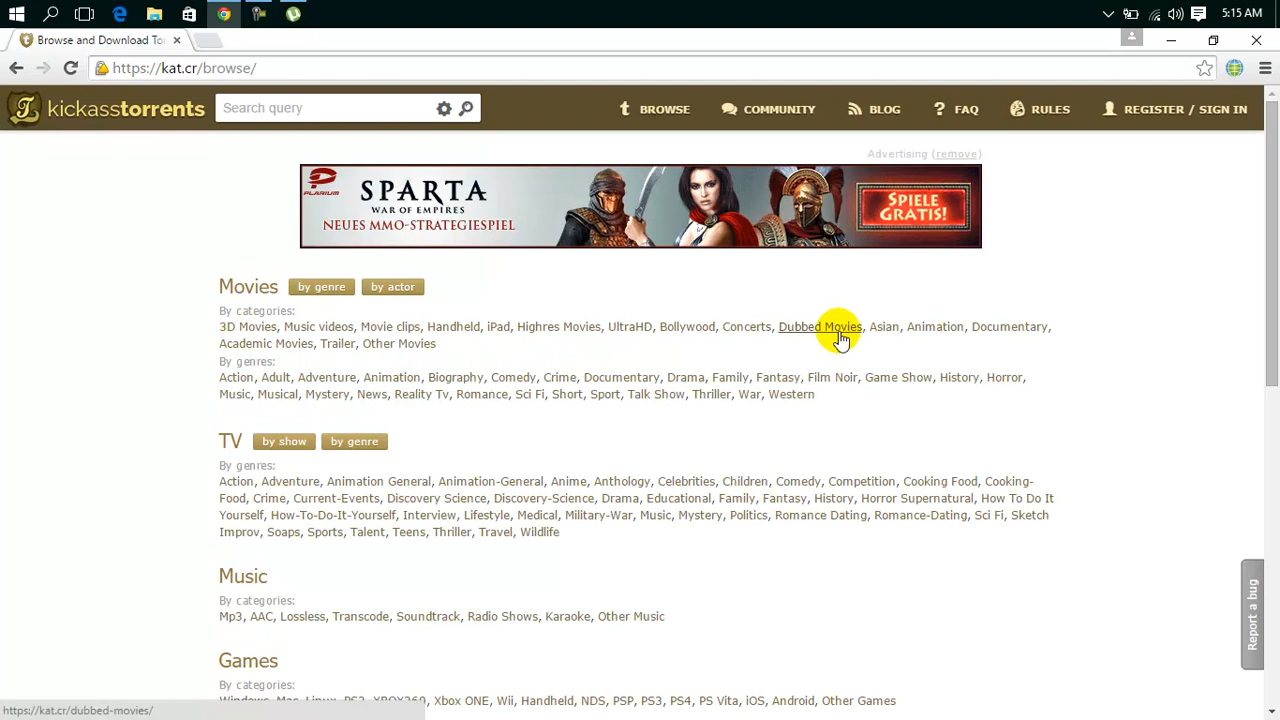 5:15 AM
Browse and Download Tor
https://kat.cr/browse/
kickasstorrents
Search query
BROWSE
COMMUNITY
BLOG
? FAQ
RULES
REGISTER / SIGN IN
Advertising (remove)
PLARIUM
SPARTA
WAR OF EMPIRES
NEUES MMO-STRATEGIESPIEL
SPIELE
GRATIS!
Movies by genre by actor
By categories:
3D Movies, Music videos, Movie clips, Handheld, iPad, Highres Movies, UltraHD, Bollywood, Concerts, Dubbed Movies, Asian, Animation, Documentary,
Academic Movies, Trailer, Other Movies
By genres:
Action, Adult, Adventure, Animation, Biography, Comedy, Crime, Documentary, Drama, Family, Fantasy, Film Noir, Game Show, History, Horror,
Music, Musical, Mystery, News, Reality Tv, Romance, Sci Fi, Short, Sport, Talk Show, Thriller, War, Western
TV by show by genre
By genres:
Action, Adventure, Animation General, Animation-General, Anime, Anthology, Celebrities, Children, Comedy, Competition, Cooking Food, Cooking-
Food, Crime, Current-Events, Discovery Science, Discovery-Science, Drama, Educational, Family, Fantasy, History, Horror Supernatural, How To Do It
Yourself, How-To-Do-It-Yourself, Interview, Lifestyle, Medical, Military-War, Music, Mystery, Politics, Romance Dating, Romance-Dating, Sci Fi, Sketch
Improv, Soaps, Sports, Talent, Teens, Thriller, Travel, Wildlife
Music
By categories:
Mp3, AAC, Lossless, Transcode, Soundtrack, Radio Shows, Karaoke, Other Music
Games
By categories:
Windows, Mac, Linux, PS2, XBOX360, Xbox ONE, Wii, Handheld, NDS, PSP, PS3, PS4, PS Vita, iOS, Android, Other Games
Report a bug
https://kat.cr/dubbed-movies/